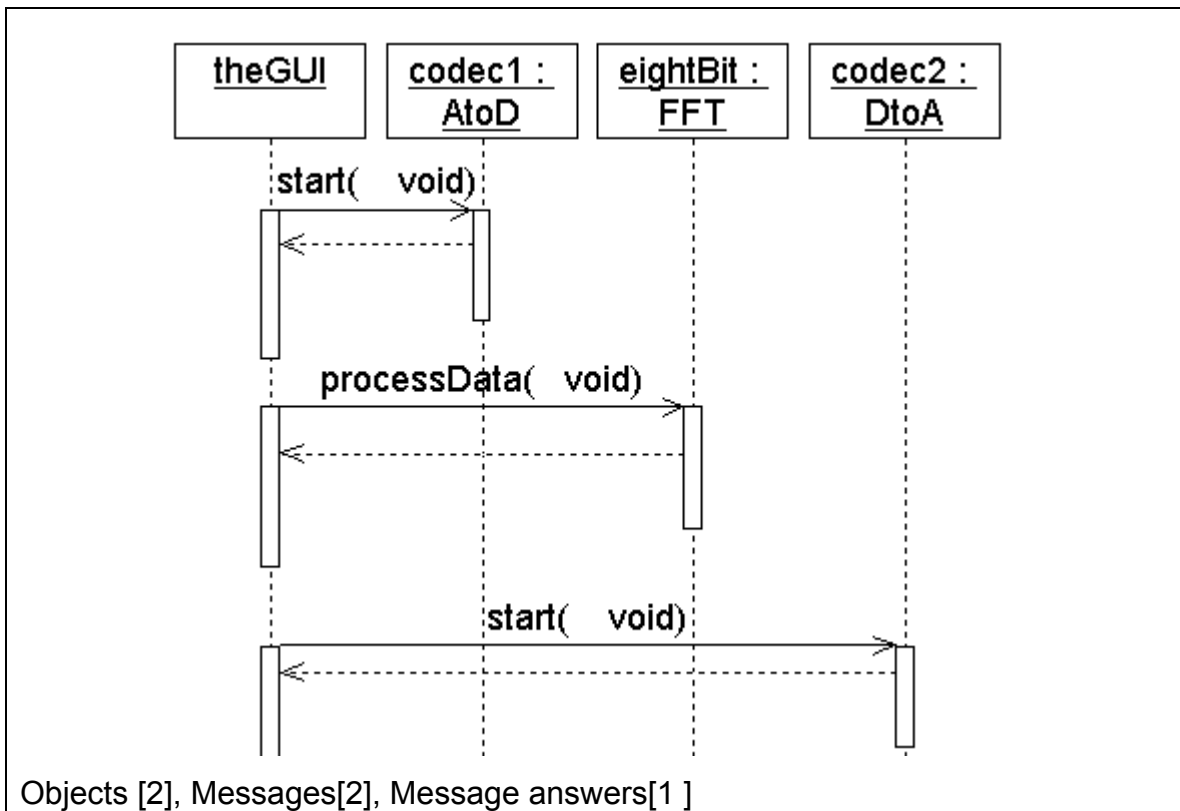 theGUI
codec1 :
AtoD
eightBit :
FFT
codec2 :
DtoA
start( void)
processData( void)
start( void)
Objects [2], Messages[2], Message answers[1 ]